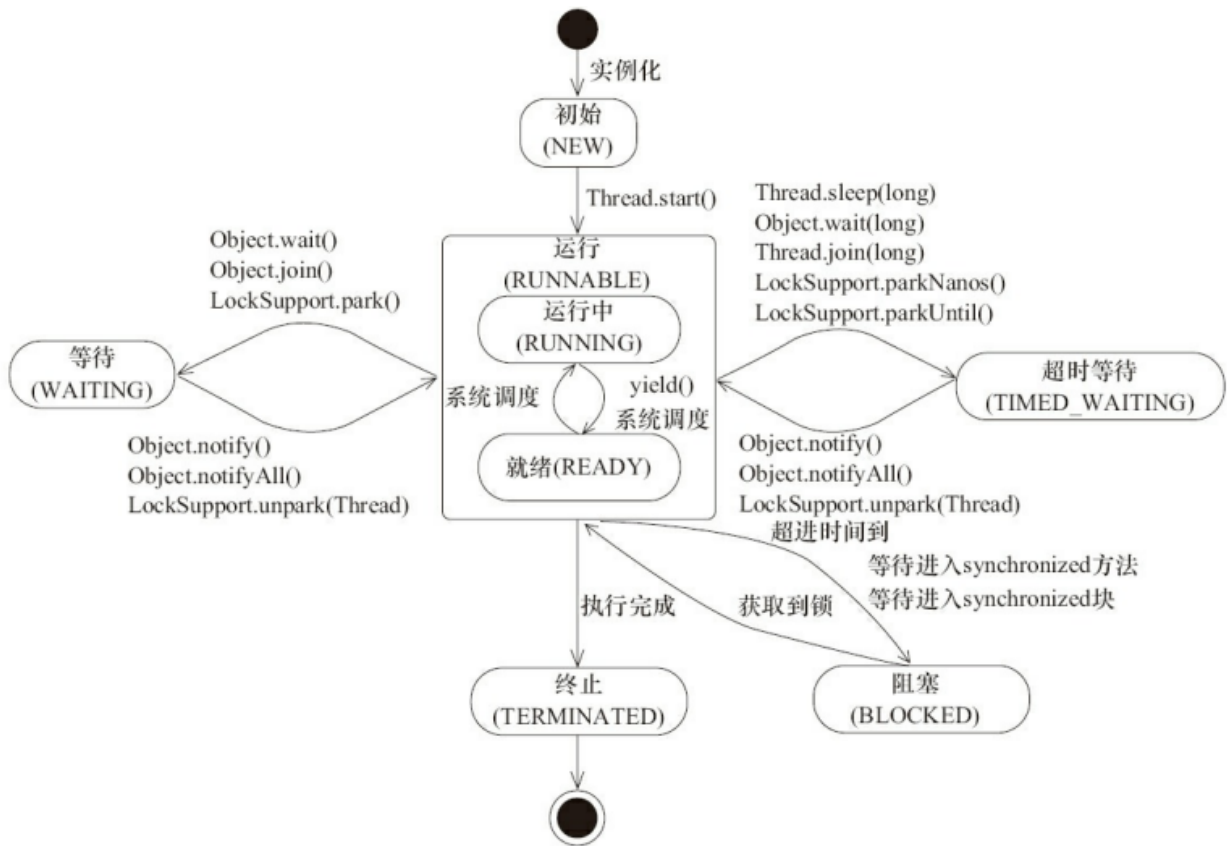 实例化
初始
(NEW)
Thread.start()
Object.wait()
Object.join()
LockSupport.park()
运行
(RUNNABLE)
运行中
(RUNNING)
系统调度
yield()
系统调度
就绪(READY)
Thread.sleep(long)
Object.wait(long)
Thread.join(long)
LockSupport.parkNanos()
LockSupport.parkUntil()
等待
(WAITING)
超时等待
(TIMED_WAITING)
Object.notify()
Object.notifyAll()
LockSupport.unpark(Thread)
Object.notify()
Object.notifyAll()
LockSupport.unpark(Thread)
超进时间到
等待进入synchronized方法
等待进入synchronized块
执行完成
获取到锁
终止
(TERMINATED)
阻塞
(BLOCKED)